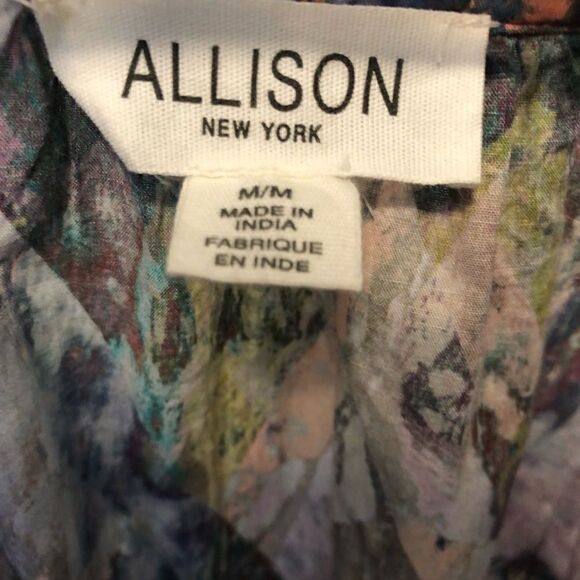 ALLISON
NEW YORK
M/M
MADE IN
INDIA
FABRIQUE
EN INDE